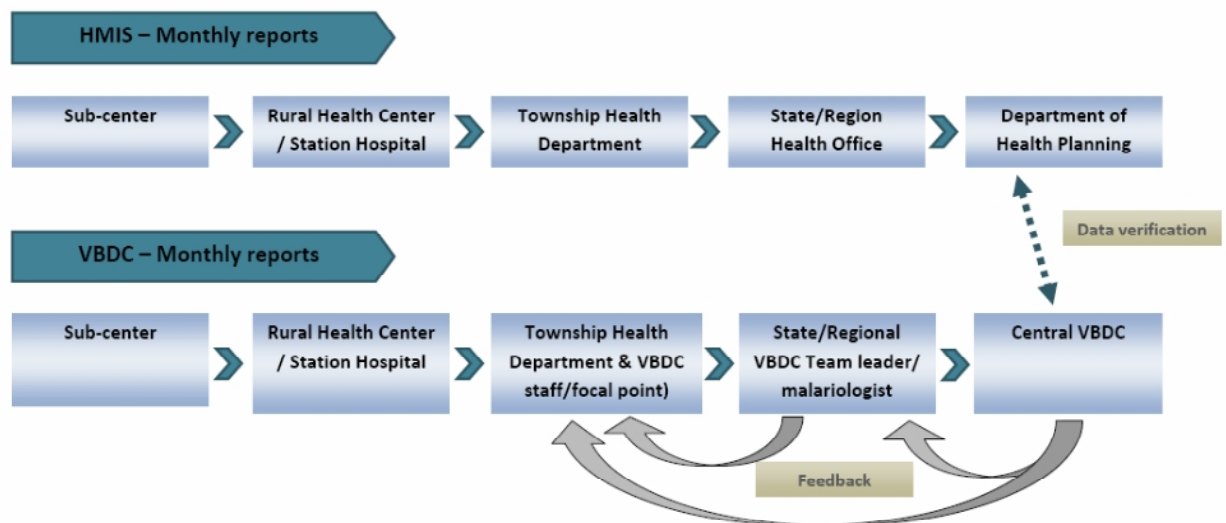 HMIS – Monthly reports
Sub-center
Rural Health Center
/ Station Hospital
Township Health
Department
State/Region
Health Office
Department of
Health Planning
Data verification
VBDC – Monthly reports
Sub-center
Rural Health Center
/ Station Hospital
Township Health
Department & VBDC
staff/focal point)
State/Regional
VBDC Team leader/
malariologist
Central VBDC
Feedback